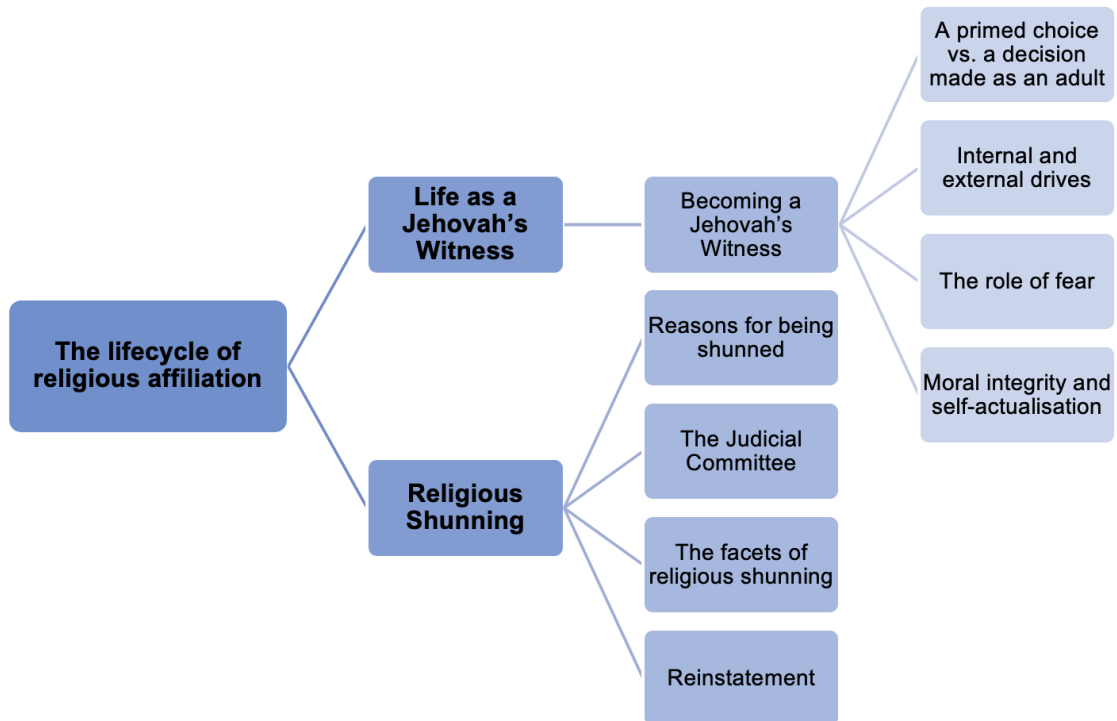 The lifecycle of
religious affiliation
Life as a
Jehovah’s
Witness
Becoming a
Jehovah’s
Witness
A primed choice
vs. a decision
made as an adult
Internal and
external drives
The role of fear
Moral integrity and
self-actualisation
Religious
Shunning
Reasons for being
shunned
The Judicial
Committee
The facets of
religious shunning
Reinstatement